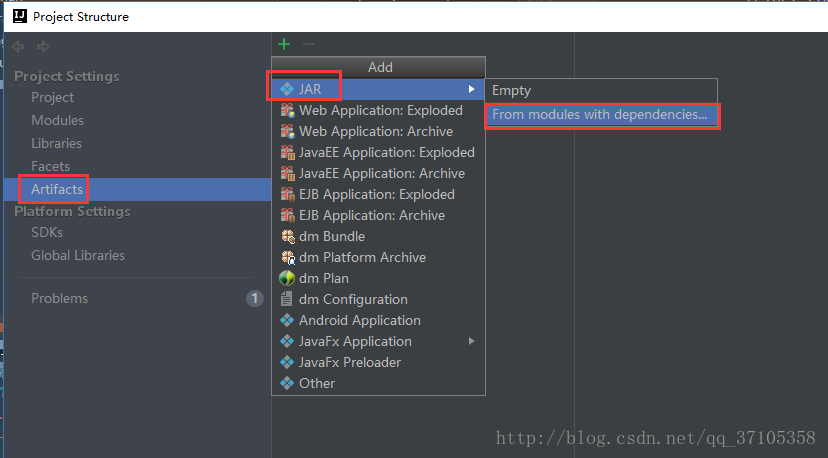 Project Structure
Project Settings
Project
Modules
Libraries
Facets
Artifacts
Platform Settings
SDKs
Global Libraries
Problems
1
Add
JAR
Web Application: Exploded
Web Application: Archive
JavaEE Application: Exploded
JavaEE Application: Archive
EJB Application: Exploded
EJB Application: Archive
dm Bundle
dm Platform Archive
dm Plan
dm Configuration
Android Application
JavaFx Application
JavaFx Preloader
Other
Empty
From modules with dependencies...
http://blog.csdn.net/qq_37105358